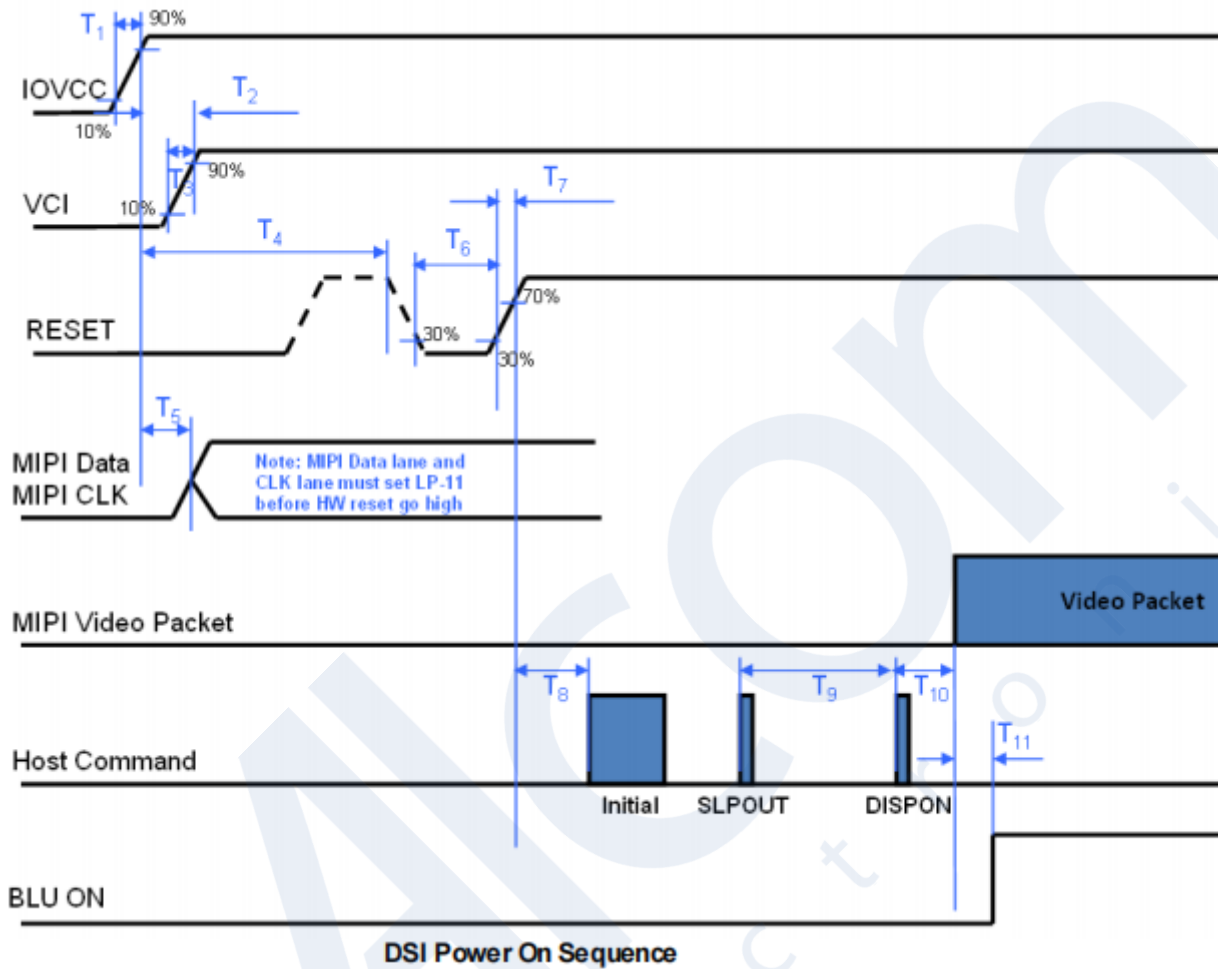 T1
90%
IOVCC
T2
10%
90%
T3
VCI
10%
T7
T4
T6
70%
RESET
30%
30%
T5
MIPI Data
MIPI CLK
Note: MIPI Data lane and
CLK lane must set LP-11
before HW reset go high
Video Packet
MIPI Video Packet
T8
T9
T10
T11
Host Command
Initial
SLPOUT
DISPON
BLU ON
DSI Power On Sequence
Alcom